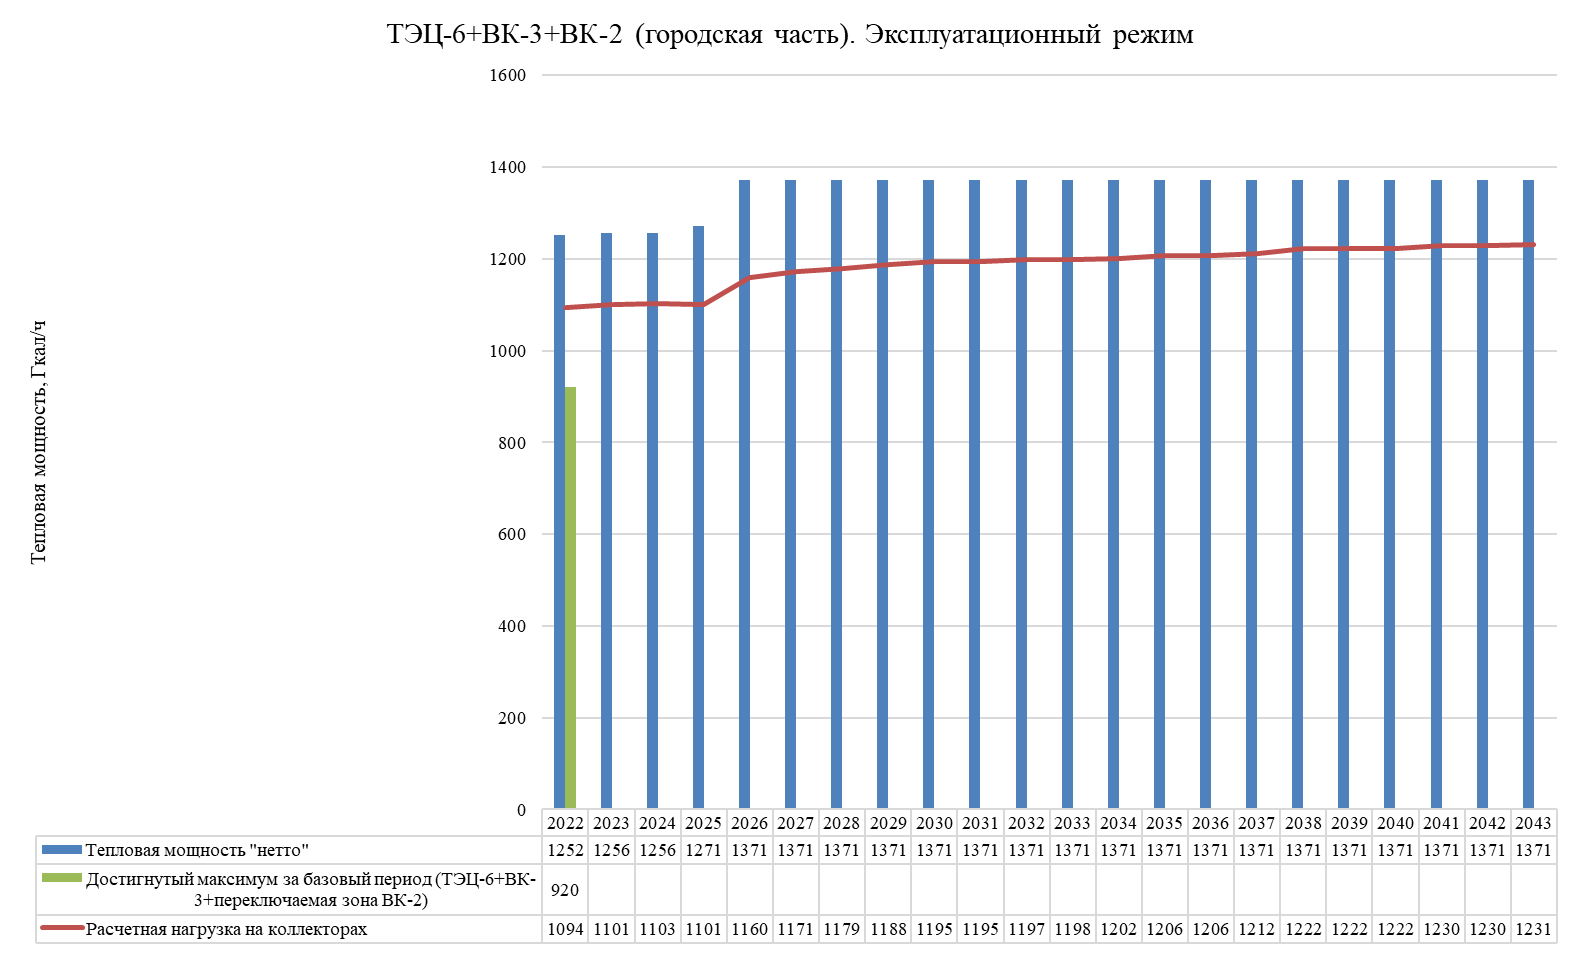 ТЭЦ-6+ВК-3+ВК-2 (городская часть). Эксплуатационный режим
1600
1400
1200
1000
800
600
400
200
0
Тепловая мощность, Гкал/ч
2022 2023 2024 2025 2026 2027 2028 2029 2030 2031 2032 2033 2034 2035 2036 2037 2038 2039 2040 2041 2042 2043
Тепловая мощность "нетто" 1252 1256 1256 1271 1371 1371 1371 1371 1371 1371 1371 1371 1371 1371 1371 1371 1371 1371 1371 1371 1371 1371
Достигнутый максимум за базовый период (ТЭЦ-6+ВК-
3+переключаемая зона ВК-2) 920
Расчетная нагрузка на коллекторах 1094 1101 1103 1101 1160 1171 1179 1188 1195 1195 1197 1198 1202 1206 1206 1212 1222 1222 1222 1230 1230 1231